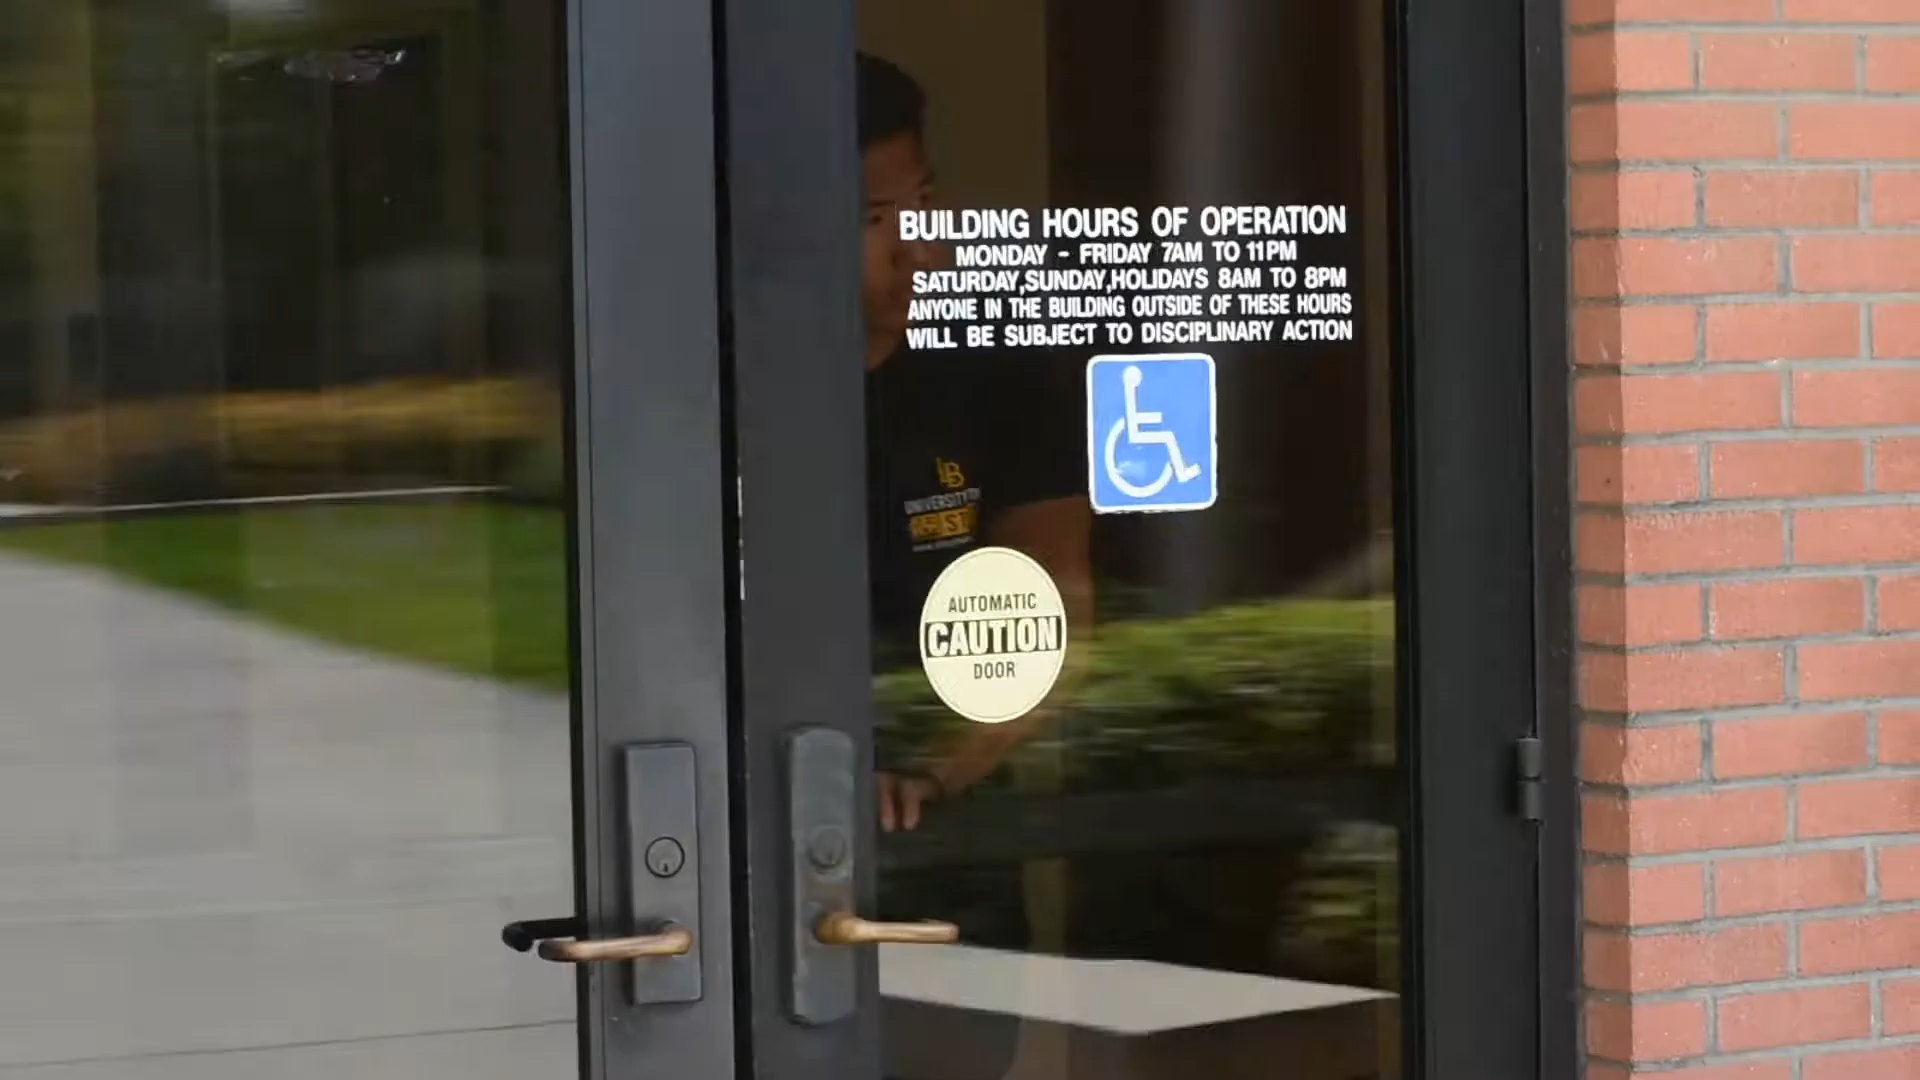 BUILDING HOURS OF OPERATION
MONDAY - FRIDAY 7AM TO 11PM
SATURDAY,SUNDAY,HOLIDAYS 8AM TO 8PM
ANYONE IN THE BUILDING OUTSIDE OF THESE HOURS
WILL BE SUBJECT TO DISCIPLINARY ACTION
LB
UNIVERSITY
AUTOMATIC
CAUTION
DOOR